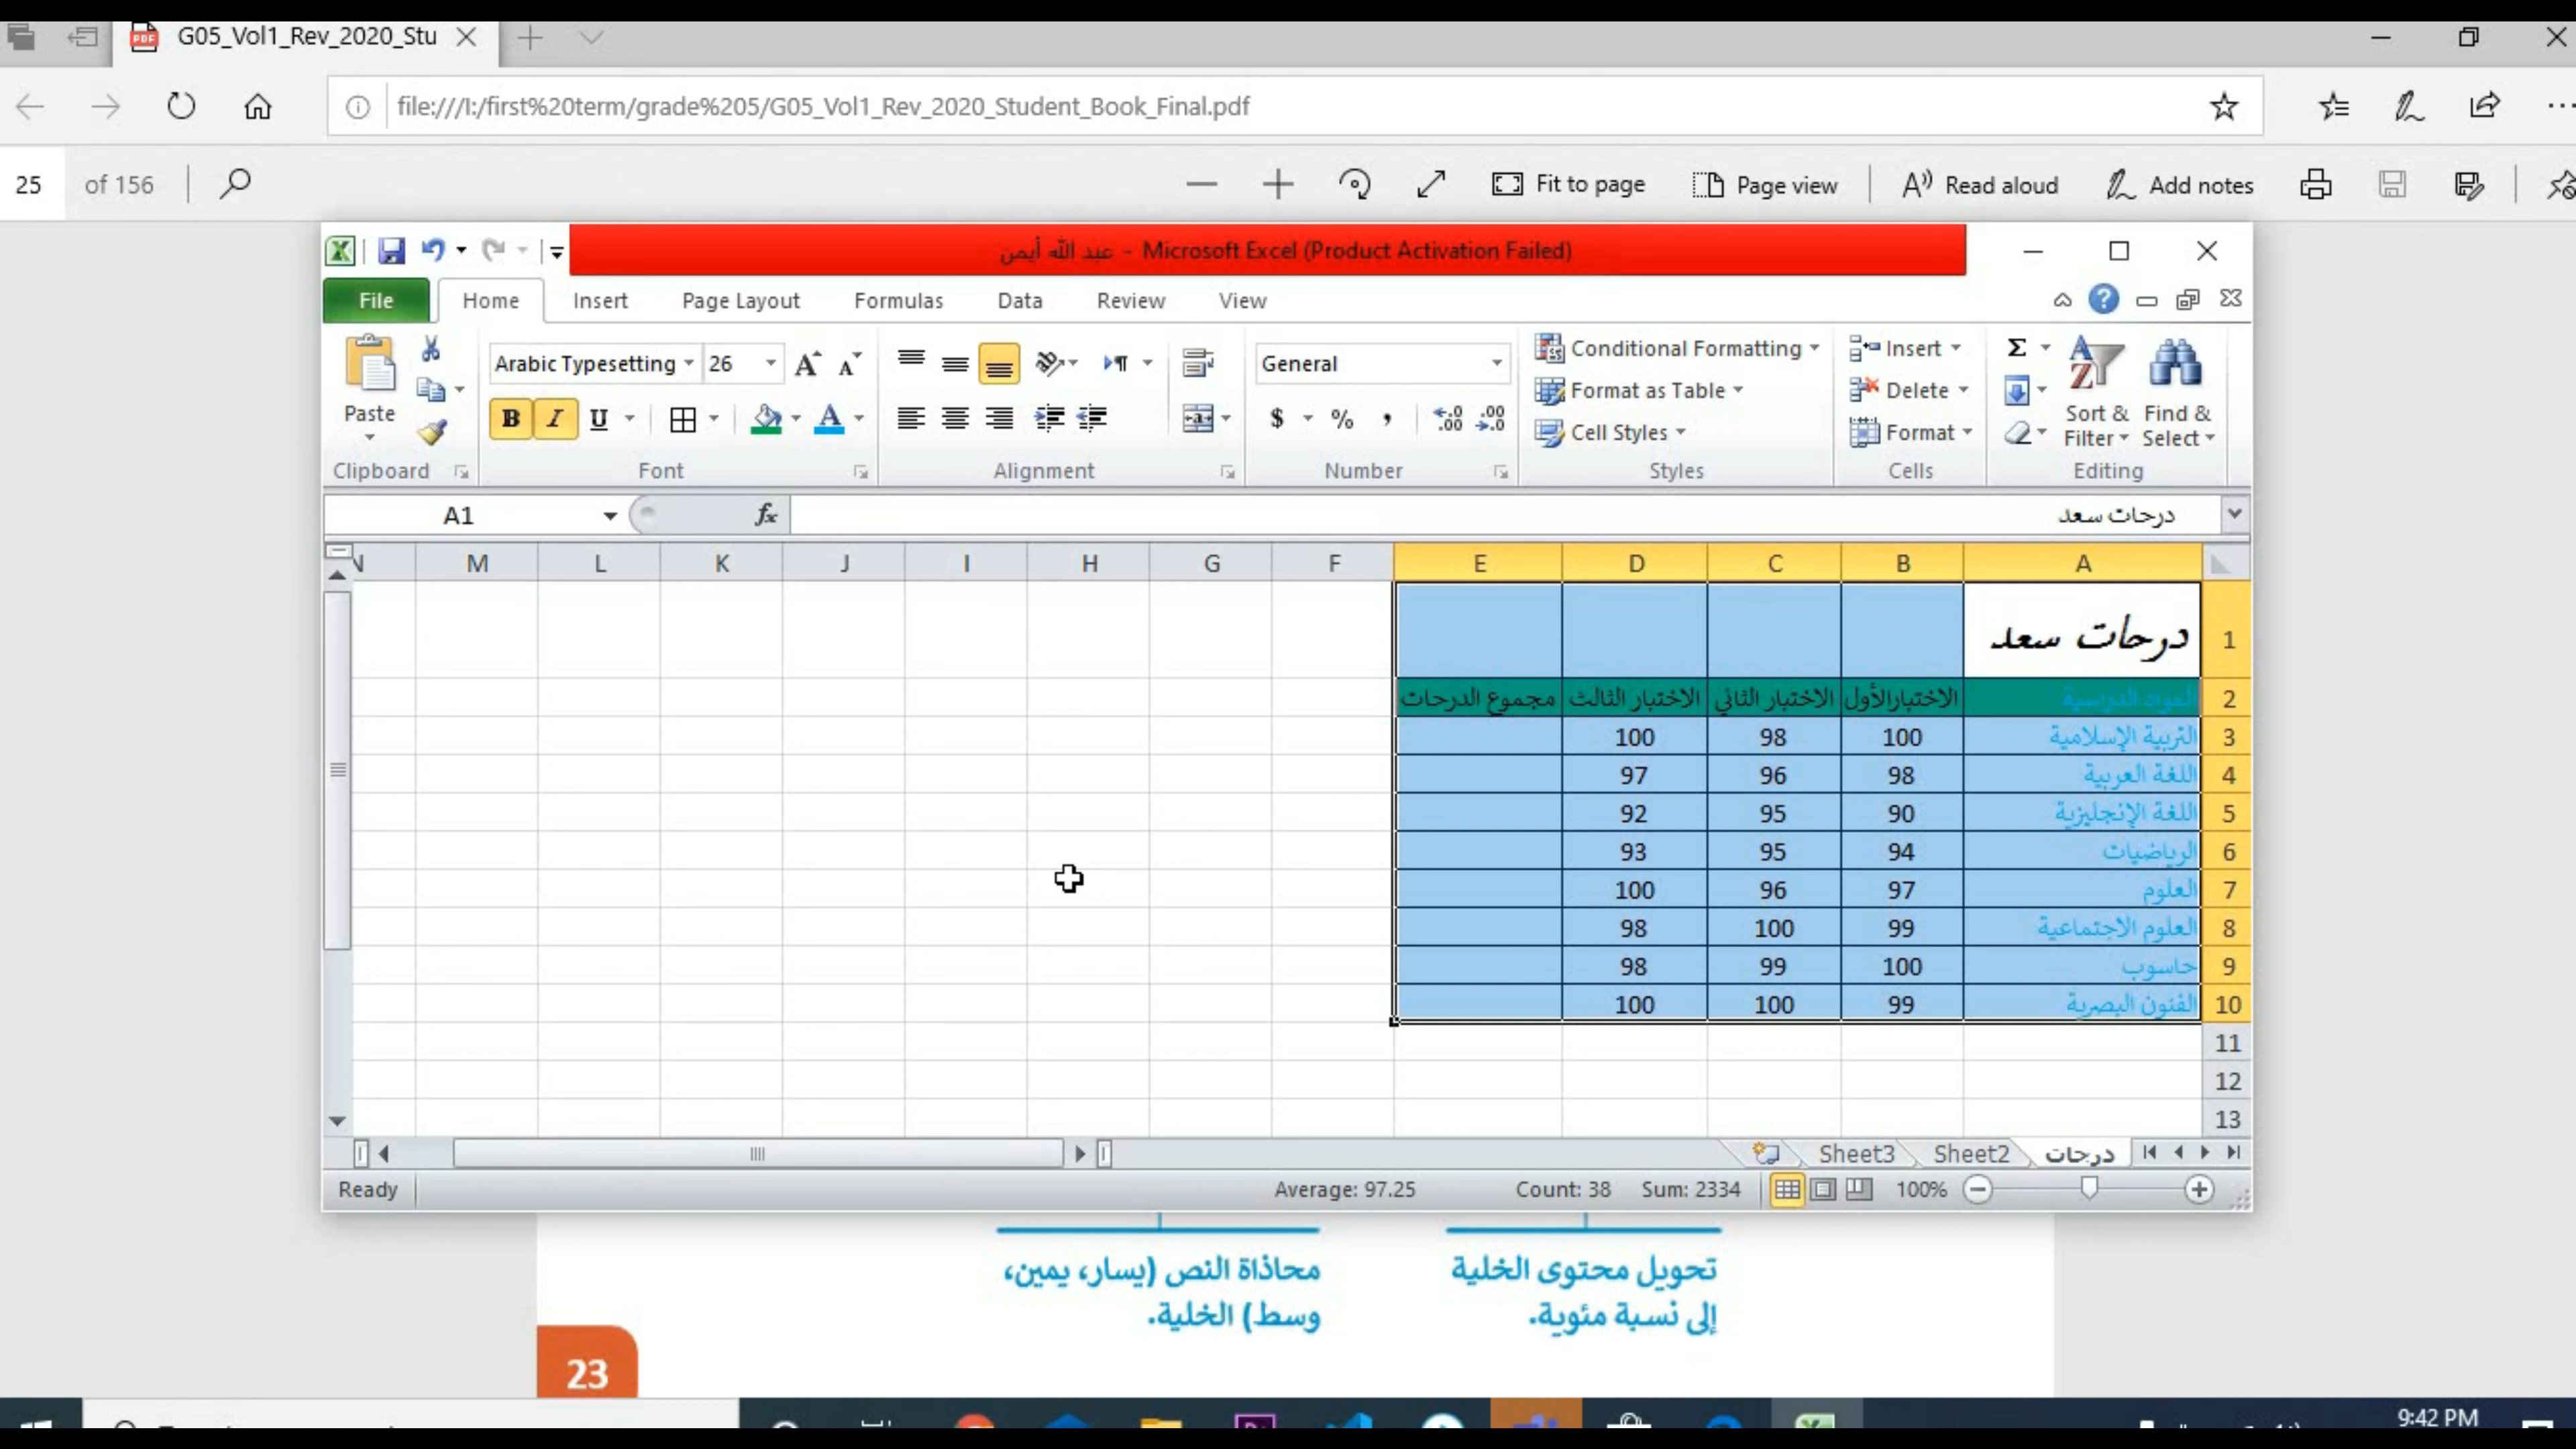 G05_Vol1_Rev_2020_Stu
file:///I:/first%20term/grade%205/G05_Vol1_Rev_2020_Student_Book_Final.pdf
25 of 156
Fit to page
Page view
Read aloud
Add notes
عبد الله أيمن - Microsoft Excel (Product Activation Failed)
File Home Insert Page Layout Formulas Data Review View
Paste
Clipboard
Arabic Typesetting 26
B I U
Font
Alignment
General
$ % ,
Number
Conditional Formatting
Format as Table
Cell Styles
Styles
Insert
Delete
Format
Cells
Σ
Sort & Filter
Find & Select
Editing
A1
fx
درجات سعد
A B C D E F G H I J K L M N
1 درجات سعد
2 المواد الدراسية الاختبارالأول الاختبار الثاني الاختبار الثالث مجموع الدرجات
3 التربية الإسلامية 100 98 100
4 اللغة العربية 98 96 97
5 اللغة الإنجليزية 90 95 92
6 الرياضيات 94 95 93
7 العلوم 97 96 100
8 العلوم الاجتماعية 99 100 98
9 حاسوب 100 99 98
10 الفنون البصرية 99 100 100
11
12
13
درجات Sheet2 Sheet3
Ready
Average: 97.25 Count: 38 Sum: 2334
100%
تحويل محتوى الخلية
إلى نسبة مئوية.
محاذاة النص (يسار، يمين،
وسط) الخلية.
23
9:42 PM